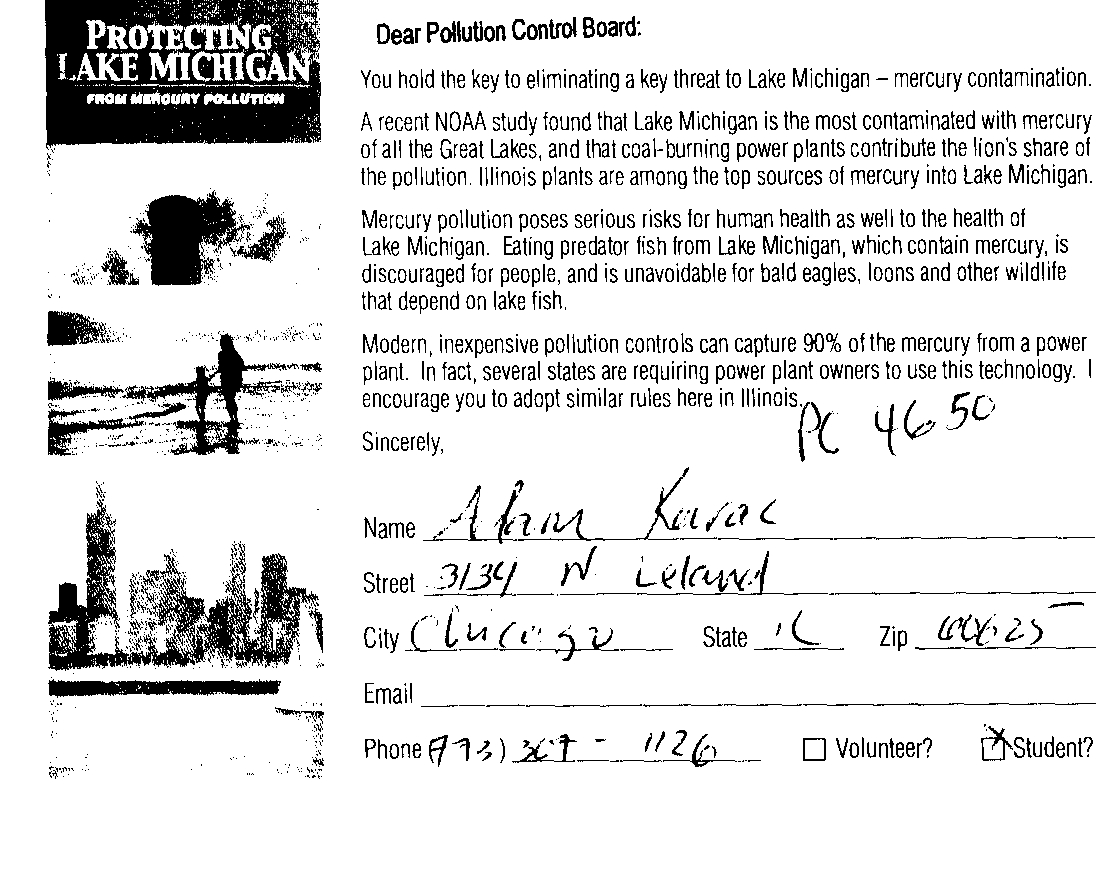 PROTECTING
LAKE MICHIGAN
FROM MERCURY POLLUTION
Dear Pollution Control Board:
You hold the key to eliminating a key threat to Lake Michigan – mercury contamination.
A recent NOAA study found that Lake Michigan is the most contaminated with mercury
of all the Great Lakes, and that coal-burning power plants contribute the lion's share of
the pollution. Illinois plants are among the top sources of mercury into Lake Michigan.
Mercury pollution poses serious risks for human health as well to the health of
Lake Michigan. Eating predator fish from Lake Michigan, which contain mercury, is
discouraged for people, and is unavoidable for bald eagles, loons and other wildlife
that depend on lake fish.
Modern, inexpensive pollution controls can capture 90% of the mercury from a power
plant. In fact, several states are requiring power plant owners to use this technology. I
encourage you to adopt similar rules here in Illinois.
PC 4650
Sincerely,
Name Adam
Street 3134 N Leland
City Chicago State IL Zip 60625
Email
Phone (773) 367-1126 Volunteer? Student?